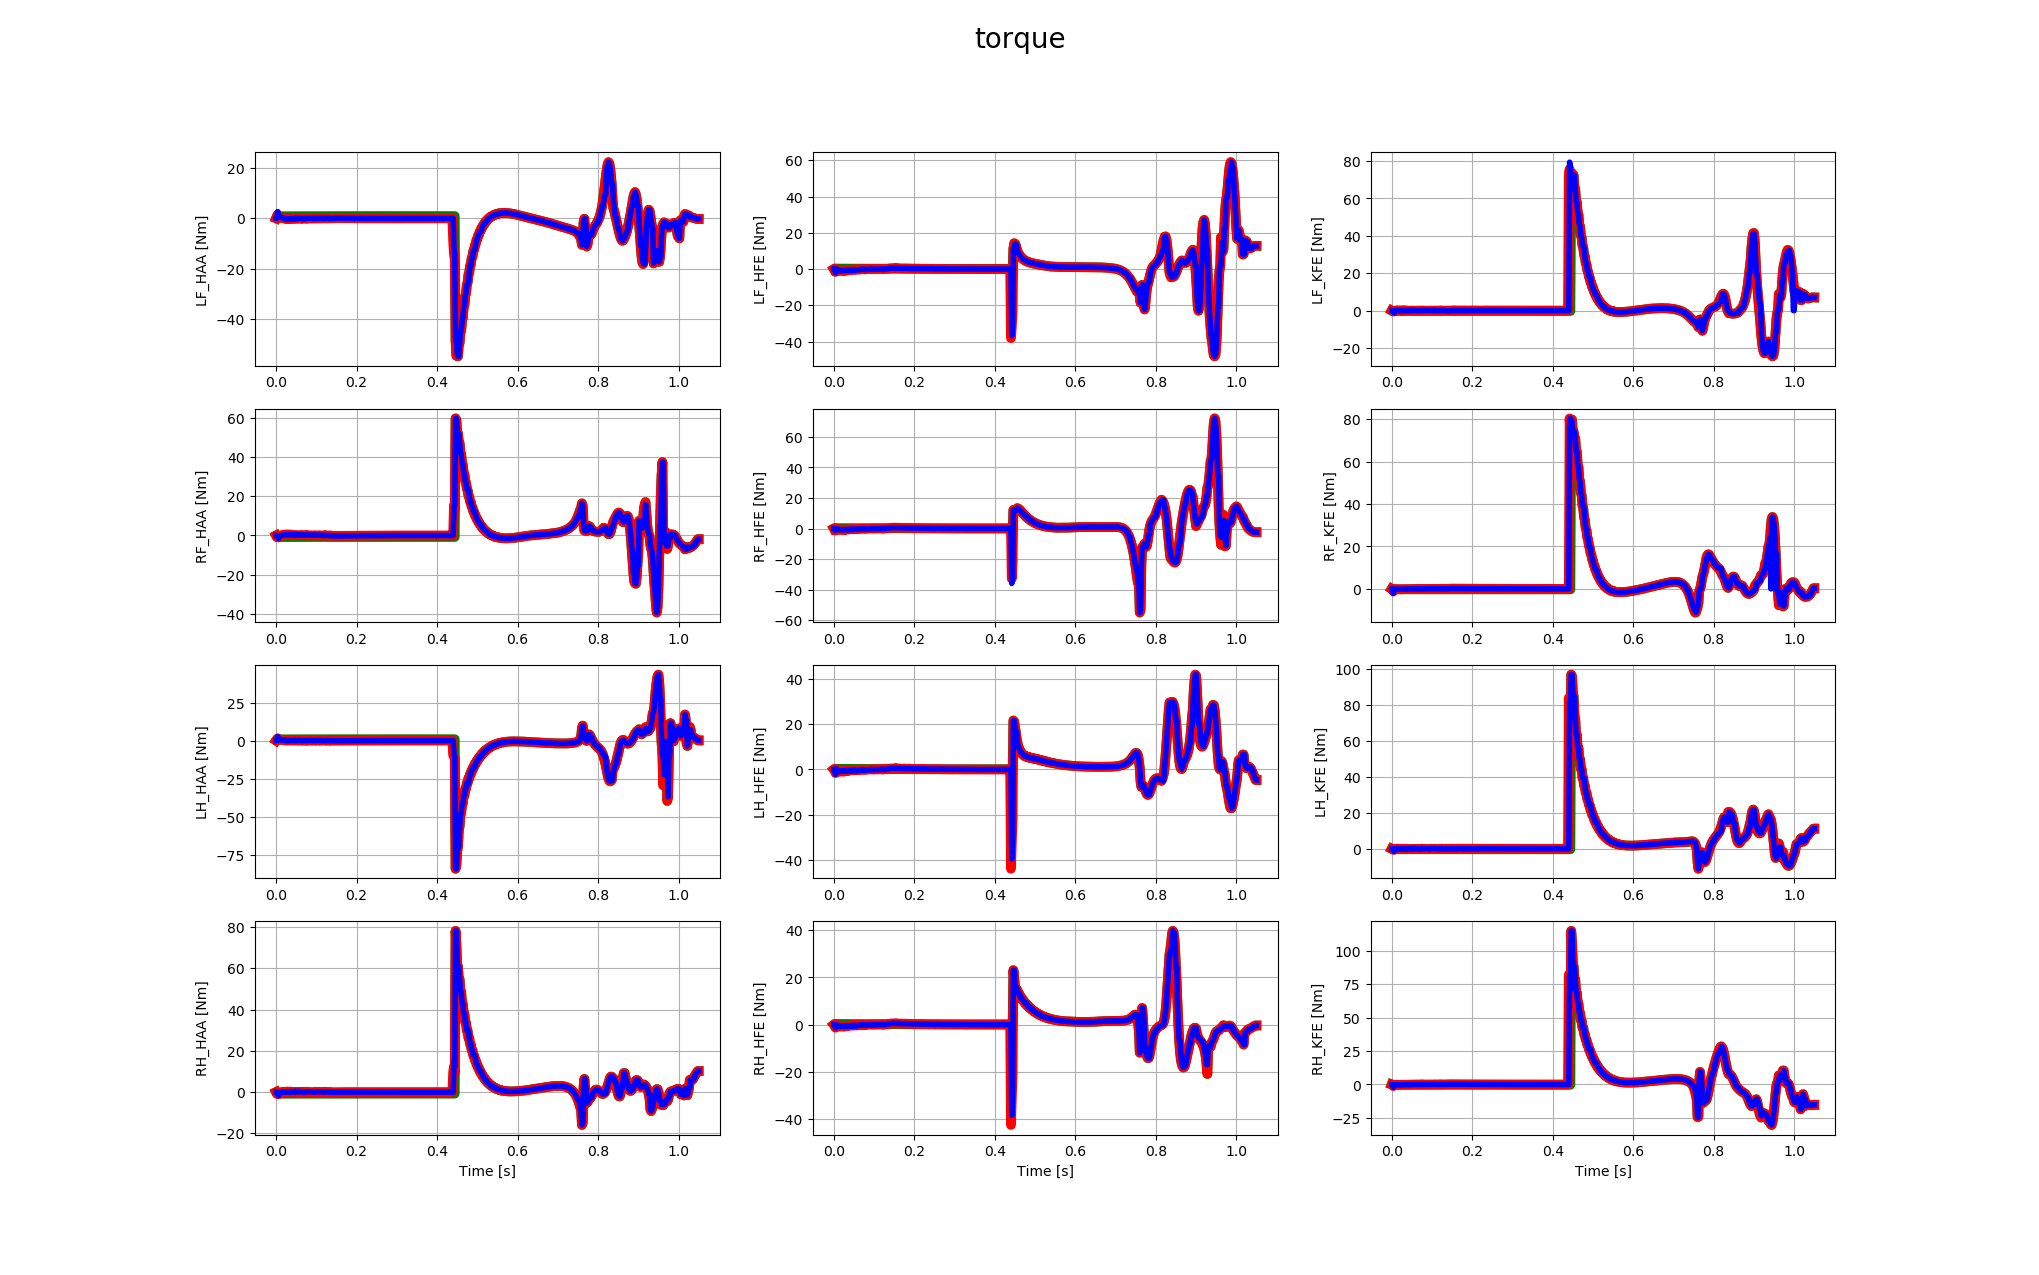 torque
LF_HAA [Nm]
20
0
−20
−40
0.0 0.2 0.4 0.6 0.8 1.0
LF_HFE [Nm]
60
40
20
0
−20
−40
0.0 0.2 0.4 0.6 0.8 1.0
LF_KFE [Nm]
80
60
40
20
0
−20
0.0 0.2 0.4 0.6 0.8 1.0
RF_HAA [Nm]
60
40
20
0
−20
−40
0.0 0.2 0.4 0.6 0.8 1.0
RF_HFE [Nm]
60
40
20
0
−20
−40
−60
0.0 0.2 0.4 0.6 0.8 1.0
RF_KFE [Nm]
80
60
40
20
0
0.0 0.2 0.4 0.6 0.8 1.0
LH_HAA [Nm]
25
0
−25
−50
−75
0.0 0.2 0.4 0.6 0.8 1.0
LH_HFE [Nm]
40
20
0
−20
−40
0.0 0.2 0.4 0.6 0.8 1.0
LH_KFE [Nm]
100
80
60
40
20
0
0.0 0.2 0.4 0.6 0.8 1.0
RH_HAA [Nm]
80
60
40
20
0
−20
0.0 0.2 0.4 0.6 0.8 1.0
Time [s]
RH_HFE [Nm]
40
20
0
−20
−40
0.0 0.2 0.4 0.6 0.8 1.0
Time [s]
RH_KFE [Nm]
100
75
50
25
0
−25
0.0 0.2 0.4 0.6 0.8 1.0
Time [s]